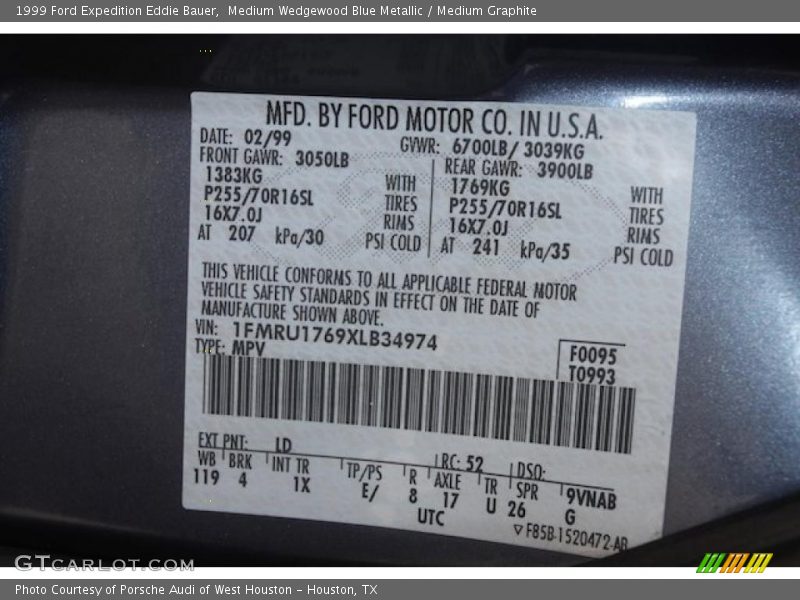 1999 Ford Expedition Eddie Bauer, Medium Wedgewood Blue Metallic / Medium Graphite
MFD. BY FORD MOTOR CO. IN U.S.A.
DATE: 02/99 GVWR: 6700LB/ 3039KG
FRONT GAWR: 3050LB REAR GAWR: 3900LB
1383KG WITH 1769KG WITH
P255/70R16SL TIRES P255/70R16SL TIRES
16X7.0J RIMS 16X7.0J RIMS
AT 207 kPa/30 PSI COLD AT 241 kPa/35 PSI COLD
THIS VEHICLE CONFORMS TO ALL APPLICABLE FEDERAL MOTOR
VEHICLE SAFETY STANDARDS IN EFFECT ON THE DATE OF
MANUFACTURE SHOWN ABOVE.
VIN: 1FMRU1769XLB34974
TYPE: MPV
F0095
T0993
EXT PNT: LD RC: 52 DSO:
WB BRK INT TR TP/PS R AXLE TR SPR 9VNAB
119 4 1X E/ 8 17 U 26 G
UTC ▽F85B-1520472-AB
GTCarLot.com
Photo Courtesy of Porsche Audi of West Houston - Houston, TX